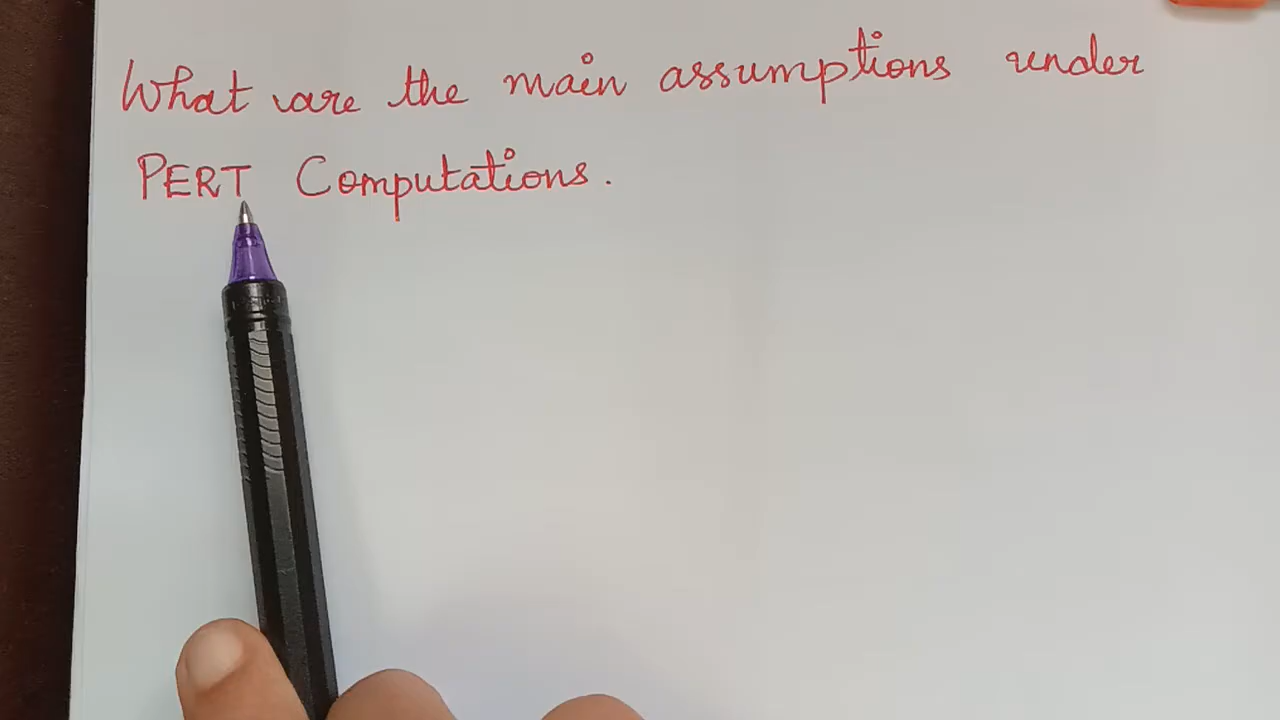 What are the main assumptions under
PERT Computations.